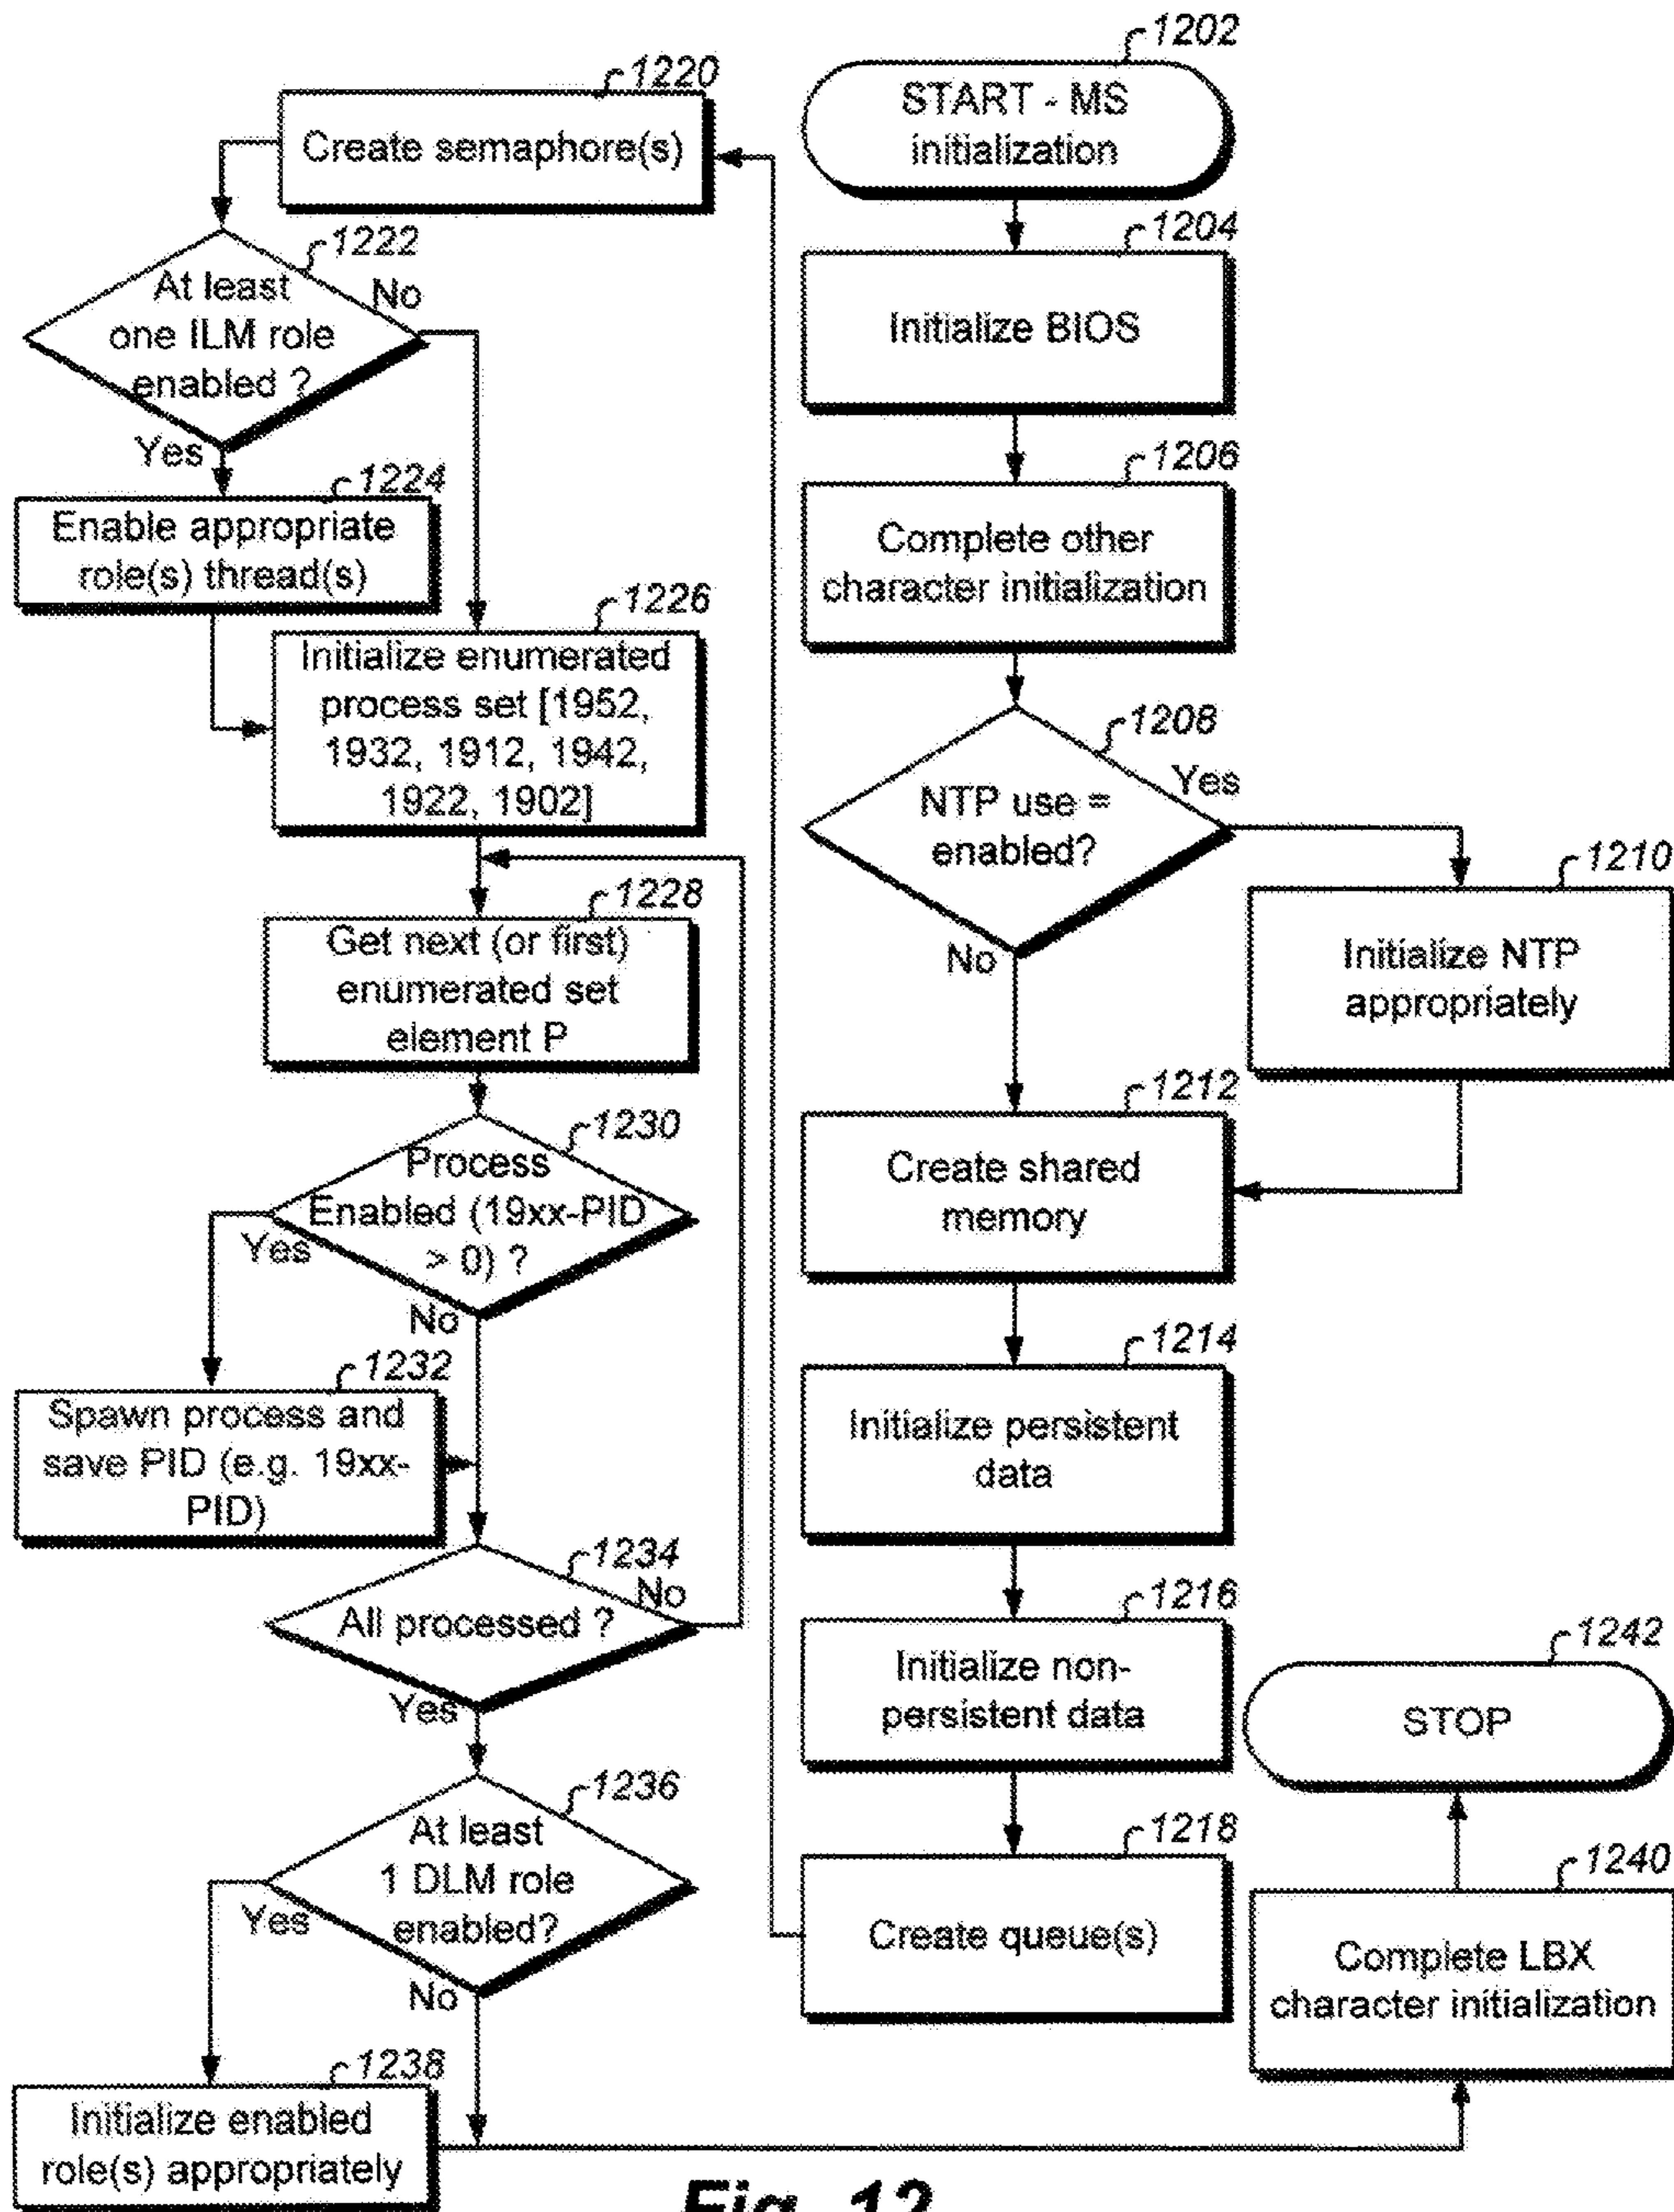 1202
START - MS
initialization
1204
Initialize BIOS
1206
Complete other
character initialization
1208
NTP use =
enabled?
Yes
No
1210
Initialize NTP
appropriately
1212
Create shared
memory
1214
Initialize persistent
data
1216
Initialize non-
persistent data
1218
Create queue(s)
1220
Create semaphore(s)
1222
At least
one ILM role
enabled ?
No
Yes
1224
Enable appropriate
role(s) thread(s)
1226
Initialize enumerated
process set [1952,
1932, 1912, 1942,
1922, 1902]
1228
Get next (or first)
enumerated set
element P
1230
Process
Enabled (19xx-PID
> 0) ?
Yes
No
1232
Spawn process and
save PID (e.g. 19xx-
PID)
1234
All processed ?
No
Yes
1236
At least
1 DLM role
enabled?
Yes
No
1238
Initialize enabled
role(s) appropriately
1240
Complete LBX
character initialization
1242
STOP
Fig. 12